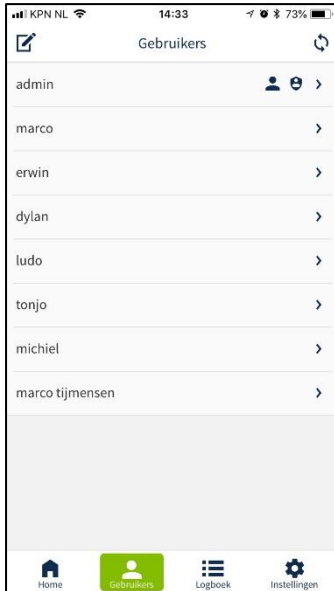 KPN NL 14:33 73%
Gebruikers
admin
marco
erwin
dylan
ludo
tonjo
michiel
marco tijmensen
Home Gebruikers Logboek Instellingen